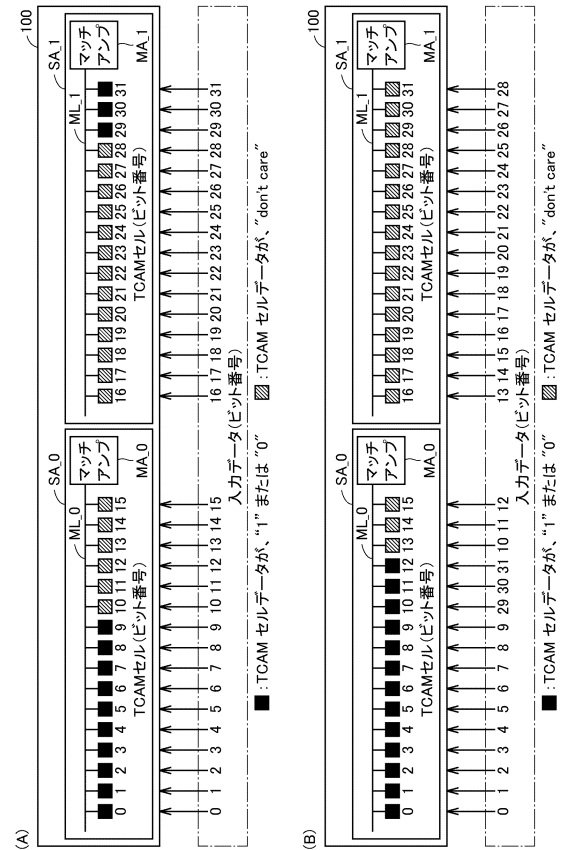 (A)
100
SA_0
SA_1
ML_0
ML_1
マッチ
アンプ
マッチ
アンプ
0 1 2 3 4 5 6 7 8 9 10 11 12 13 14 15
16 17 18 19 20 21 22 23 24 25 26 27 28 29 30 31
TCAMセル(ビット番号)
MA_0
TCAMセル(ビット番号)
MA_1
0 1 2 3 4 5 6 7 8 9 10 11 12 13 14 15
16 17 18 19 20 21 22 23 24 25 26 27 28 29 30 31
入力データ(ビット番号)
:TCAM セルデータが、"1" または "0"
:TCAM セルデータが、"don't care"
(B)
100
SA_0
SA_1
ML_0
ML_1
マッチ
アンプ
マッチ
アンプ
0 1 2 3 4 5 6 7 8 9 10 11 12 13 14 15
16 17 18 19 20 21 22 23 24 25 26 27 28 29 30 31
TCAMセル(ビット番号)
MA_0
TCAMセル(ビット番号)
MA_1
0 1 2 3 4 5 6 7 8 9 29 30 31 10 11 12
13 14 15 16 17 18 19 20 21 22 23 24 25 26 27 28
入力データ(ビット番号)
:TCAM セルデータが、"1" または "0"
:TCAM セルデータが、"don't care"